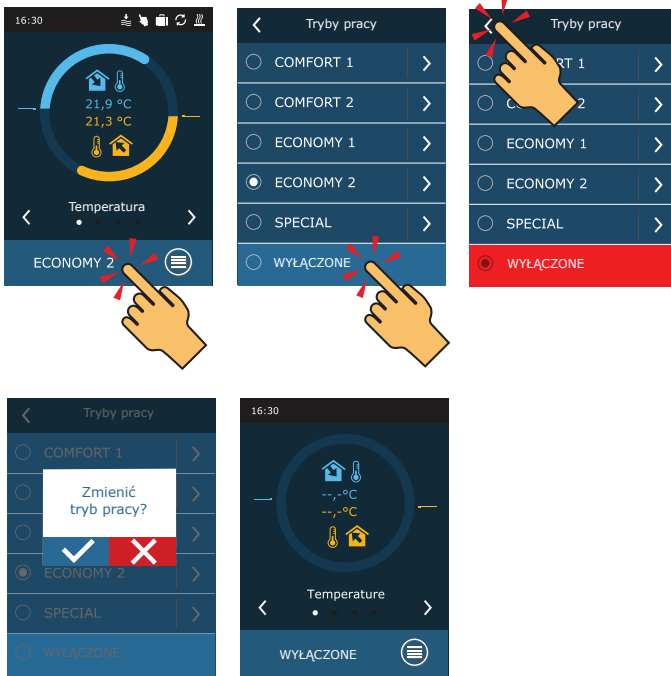 16:30
21,9 °C
21,3 °C
Temperatura
ECONOMY 2
Tryby pracy
COMFORT 1
COMFORT 2
ECONOMY 1
ECONOMY 2
SPECIAL
WYŁĄCZONE
Tryby pracy
RT 1
2
ECONOMY 1
ECONOMY 2
SPECIAL
WYŁĄCZONE
Tryby pracy
COMFORT 1
Zmienić
tryb pracy?
ECONOMY 2
SPECIAL
WYŁĄCZONE
16:30
--,-°C
--,-°C
Temperature
WYŁĄCZONE